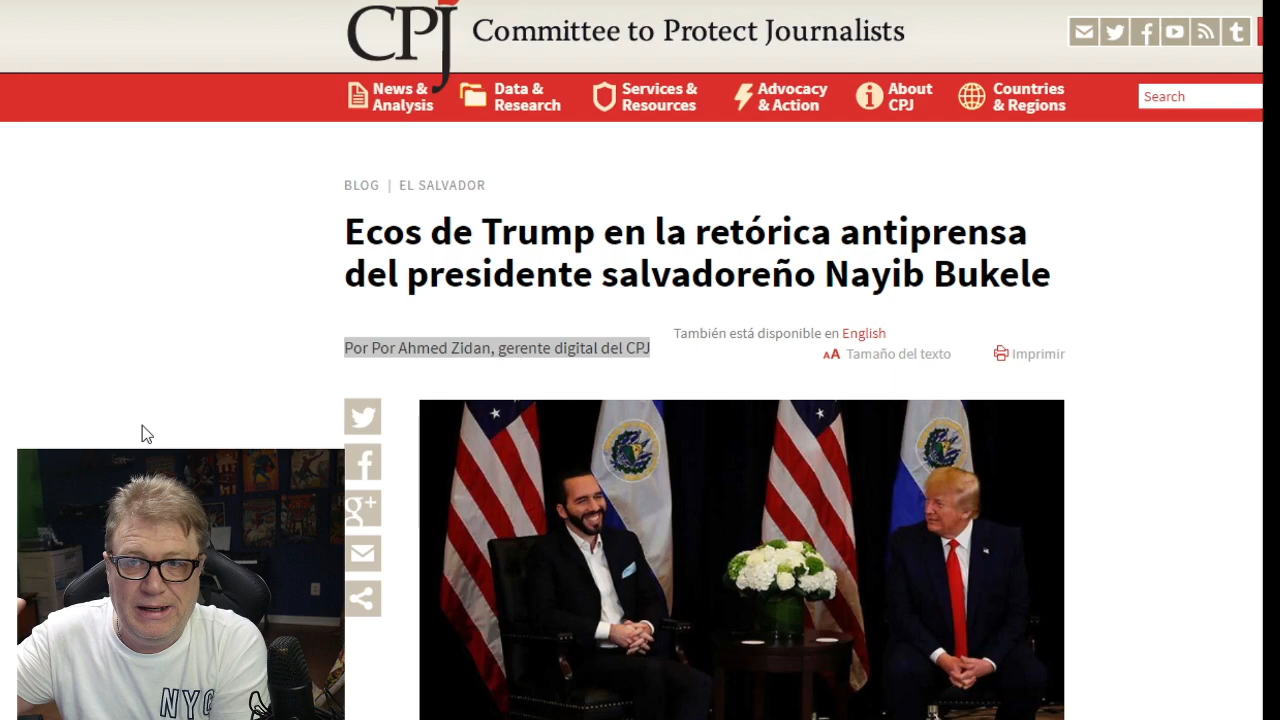 CPJ Committee to Protect Journalists
News & Analysis
Data & Research
Services & Resources
Advocacy & Action
About CPJ
Countries & Regions
Search
BLOG | EL SALVADOR
Ecos de Trump en la retórica antiprensa
del presidente salvadoreño Nayib Bukele
Por Por Ahmed Zidan, gerente digital del CPJ
También está disponible en English
AA Tamaño del texto
Imprimir
g+
NYC